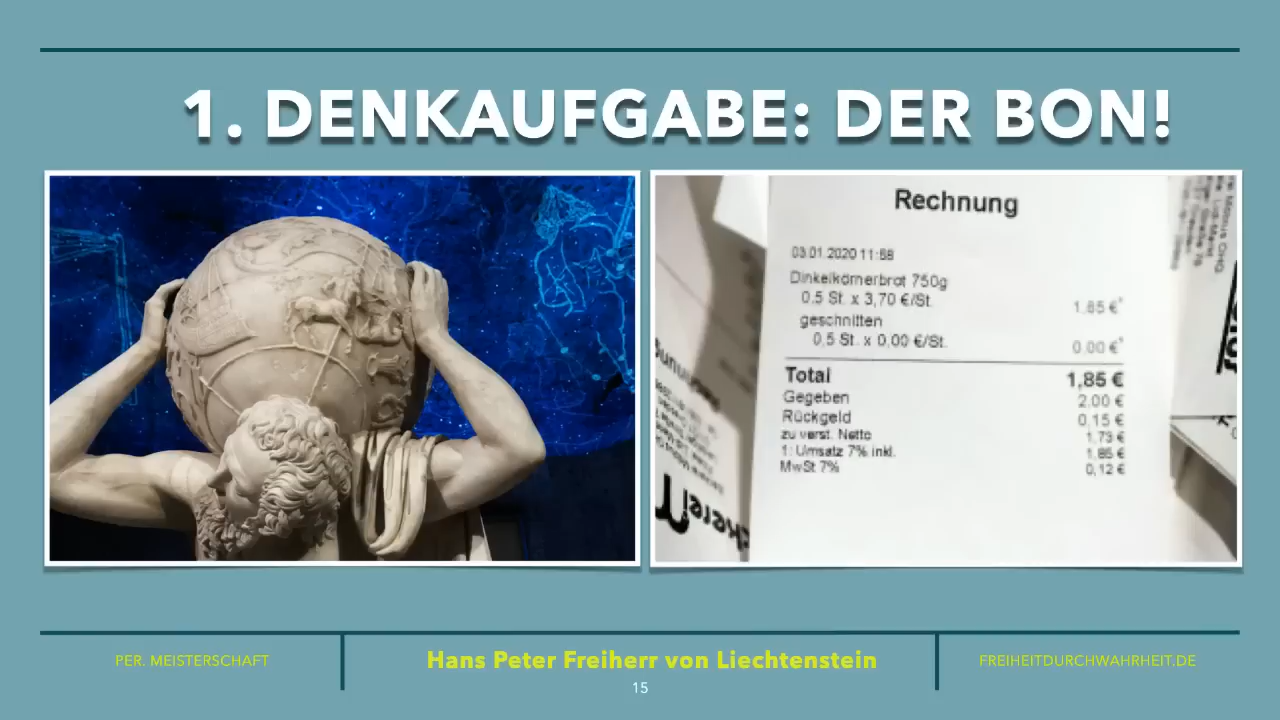 1. DENKAUFGABE: DER BON!
Rechnung
03.01.2020 11:58
Dinkelkörnerbrot 750g
0.5 St. x 3,70 €/St. 1,85 €*
geschnitten
0,5 St. x 0,00 €/St. 0,00 €*
Total 1,85 €
Gegeben 2,00 €
Rückgeld 0,15 €
zu verst. Netto 1,73 €
1: Umsatz 7% inkl. 1,85 €
MwSt 7% 0,12 €
PER. MEISTERSCHAFT
Hans Peter Freiherr von Liechtenstein
FREIHEITDURCHWAHRHEIT.DE
15